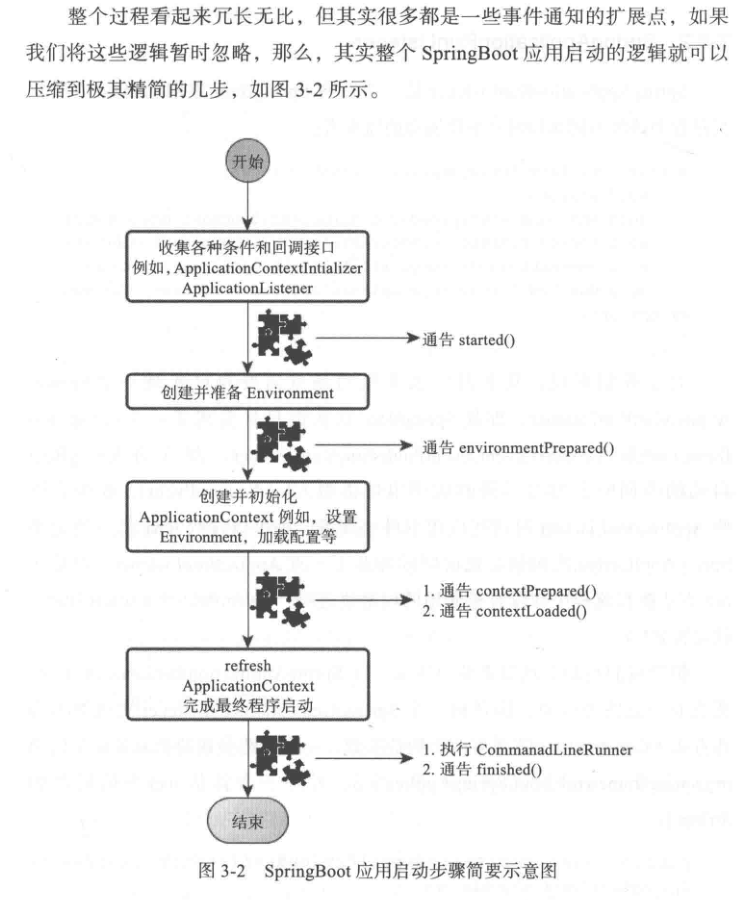 整个过程看起来冗长无比，但其实很多都是一些事件通知的扩展点，如果
我们将这些逻辑暂时忽略，那么，其实整个 SpringBoot 应用启动的逻辑就可以
压缩到极其精简的几步，如图 3-2 所示。
开始
收集各种条件和回调接口
例如，ApplicationContextIntializer
ApplicationListener
通告 started()
创建并准备 Environment
通告 environmentPrepared()
创建并初始化
ApplicationContext 例如，设置
Environment，加载配置等
1. 通告 contextPrepared()
2. 通告 contextLoaded()
refresh
ApplicationContext
完成最终程序启动
1. 执行 CommanadLineRunner
2. 通告 finished()
结束
图 3-2 SpringBoot 应用启动步骤简要示意图